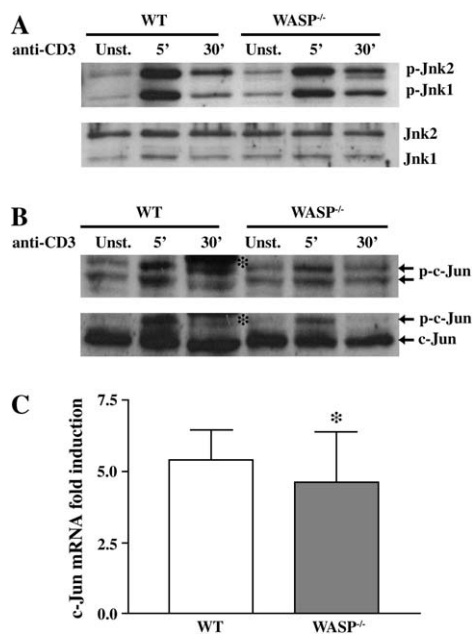 A
WT WASP-/-
anti-CD3 Unst. 5' 30' Unst. 5' 30'
p-Jnk2
p-Jnk1
Jnk2
Jnk1
B
WT WASP-/-
anti-CD3 Unst. 5' 30' Unst. 5' 30'
*
p-c-Jun
* p-c-Jun
c-Jun
C
c-Jun mRNA fold induction
7.5
5.0
2.5
0.0
*
WT WASP-/-